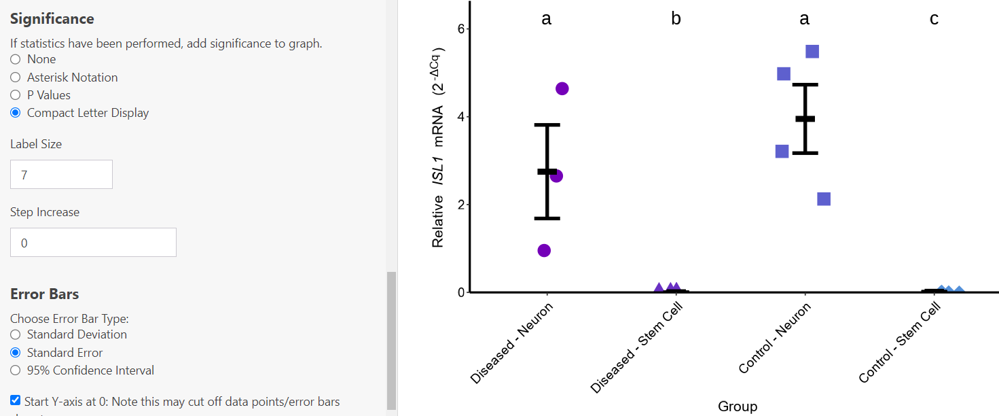 Significance
If statistics have been performed, add significance to graph.
None
Asterisk Notation
P Values
Compact Letter Display
Label Size
7
Step Increase
0
Error Bars
Choose Error Bar Type:
Standard Deviation
Standard Error
95% Confidence Interval
Start Y-axis at 0: Note this may cut off data points/error bars
a b a c
6
4
2
0
Relative ISL1 mRNA (2^-ΔCq)
Diseased - Neuron
Diseased - Stem Cell
Control - Neuron
Control - Stem Cell
Group